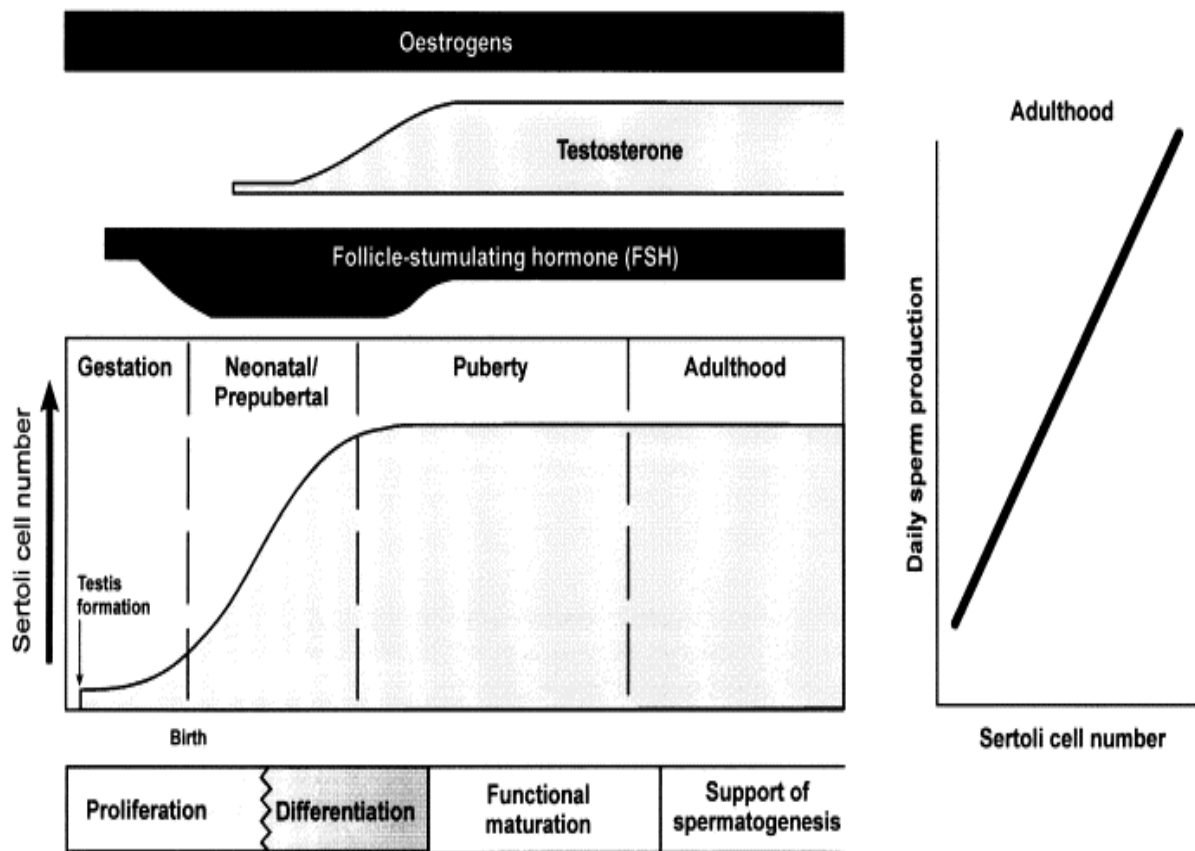 Oestrogens
Testosterone
Follicle-stumulating hormone (FSH)
Gestation
Neonatal/
Prepubertal
Puberty
Adulthood
Sertoli cell number
Testis
formation
Birth
Proliferation
Differentiation
Functional
maturation
Support of
spermatogenesis
Adulthood
Daily sperm production
Sertoli cell number